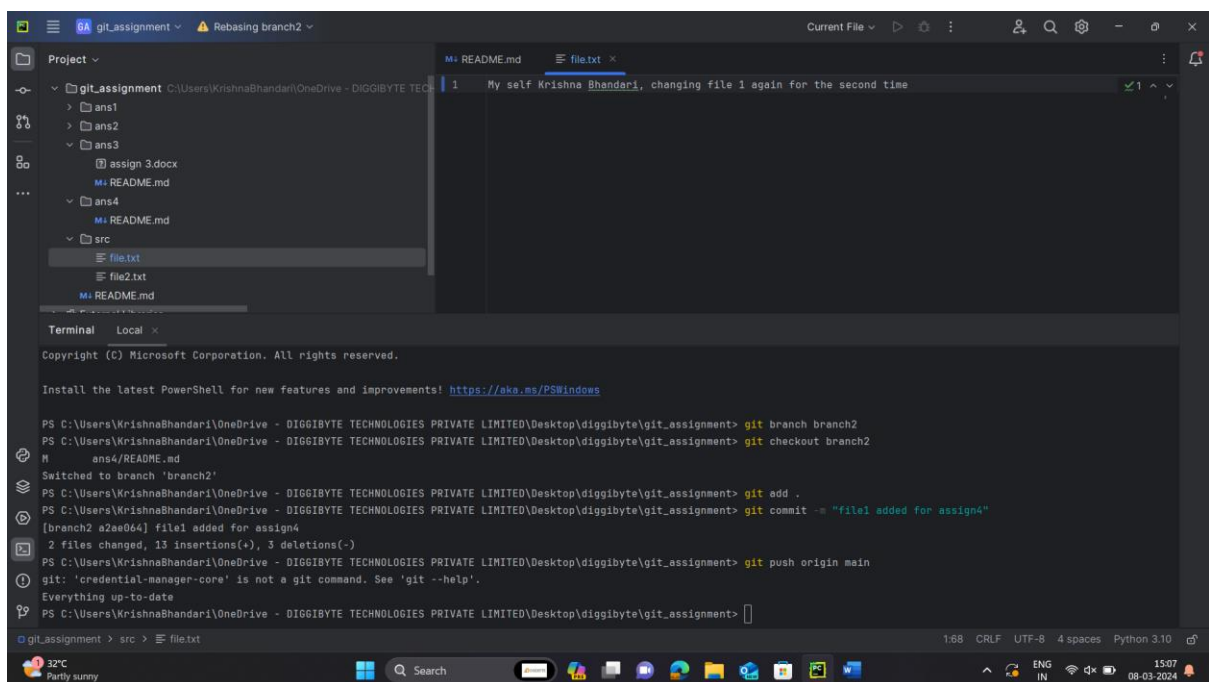 GA git_assignment Rebasing branch2 Current File
Project
README.md file.txt
git_assignment C:\Users\KrishnaBhandari\OneDrive - DIGGIBYTE TECH
1 My self Krishna Bhandari, changing file 1 again for the second time 1
ans1
ans2
ans3
assign 3.docx
M↓ README.md
ans4
M↓ README.md
src
file.txt
file2.txt
M↓ README.md
Terminal Local
Copyright (C) Microsoft Corporation. All rights reserved.
Install the latest PowerShell for new features and improvements! https://aka.ms/PSWindows
PS C:\Users\KrishnaBhandari\OneDrive - DIGGIBYTE TECHNOLOGIES PRIVATE LIMITED\Desktop\diggibyte\git_assignment> git branch branch2
PS C:\Users\KrishnaBhandari\OneDrive - DIGGIBYTE TECHNOLOGIES PRIVATE LIMITED\Desktop\diggibyte\git_assignment> git checkout branch2
M ans4/README.md
Switched to branch 'branch2'
PS C:\Users\KrishnaBhandari\OneDrive - DIGGIBYTE TECHNOLOGIES PRIVATE LIMITED\Desktop\diggibyte\git_assignment> git add .
PS C:\Users\KrishnaBhandari\OneDrive - DIGGIBYTE TECHNOLOGIES PRIVATE LIMITED\Desktop\diggibyte\git_assignment> git commit -m "file1 added for assign4"
[branch2 a2ae064] file1 added for assign4
2 files changed, 13 insertions(+), 3 deletions(-)
PS C:\Users\KrishnaBhandari\OneDrive - DIGGIBYTE TECHNOLOGIES PRIVATE LIMITED\Desktop\diggibyte\git_assignment> git push origin main
git: 'credential-manager-core' is not a git command. See 'git --help'.
Everything up-to-date
PS C:\Users\KrishnaBhandari\OneDrive - DIGGIBYTE TECHNOLOGIES PRIVATE LIMITED\Desktop\diggibyte\git_assignment>
git_assignment > src > file.txt 1:68 CRLF UTF-8 4 spaces Python 3.10
1 32°C
Partly sunny
Search
ENG
IN
15:07
08-03-2024